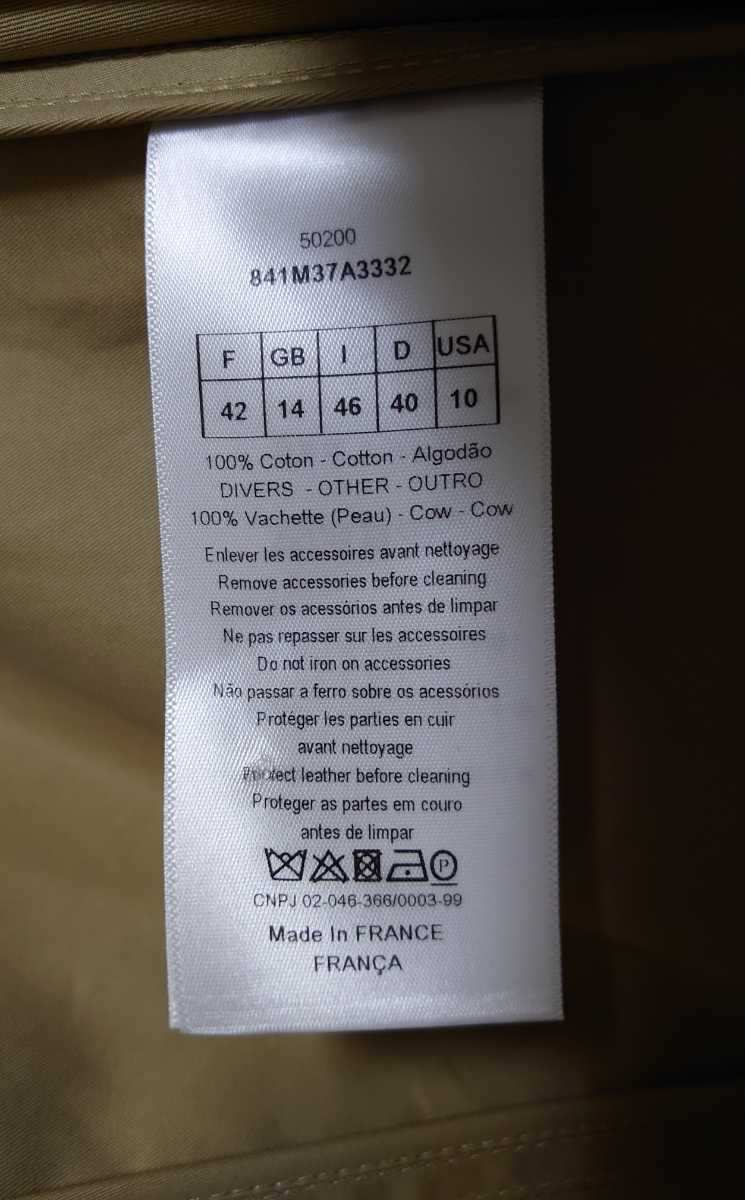 50200
841M37A3332
F GB I D USA
42 14 46 40 10
100% Coton - Cotton - Algodão
DIVERS - OTHER - OUTRO
100% Vachette (Peau) - Cow - Cow
Enlever les accessoires avant nettoyage
Remove accessories before cleaning
Remover os acessórios antes de limpar
Ne pas repasser sur les accessoires
Do not iron on accessories
Não passar a ferro sobre os acessórios
Protéger les parties en cuir
avant nettoyage
Protect leather before cleaning
Proteger as partes em couro
antes de limpar
P
CNPJ 02-046-366/0003-99
Made In FRANCE
FRANÇA